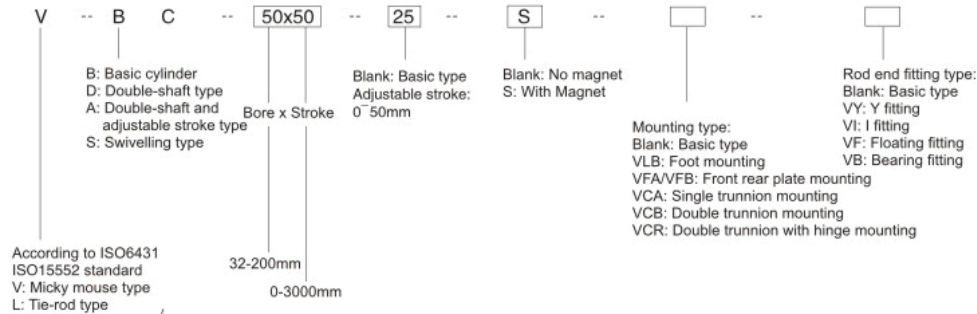 V -- B C -- 50x50 -- 25 -- S -- --
B: Basic cylinder
D: Double-shaft type
A: Double-shaft and
adjustable stroke type
S: Swivelling type
Bore x Stroke
Blank: Basic type
Adjustable stroke:
0¯50mm
Blank: No magnet
S: With Magnet
Mounting type:
Blank: Basic type
VLB: Foot mounting
VFA/VFB: Front rear plate mounting
VCA: Single trunnion mounting
VCB: Double trunnion mounting
VCR: Double trunnion with hinge mounting
Rod end fitting type:
Blank: Basic type
VY: Y fitting
VI: I fitting
VF: Floating fitting
VB: Bearing fitting
According to ISO6431
ISO15552 standard
V: Micky mouse type
L: Tie-rod type
32-200mm
0-3000mm